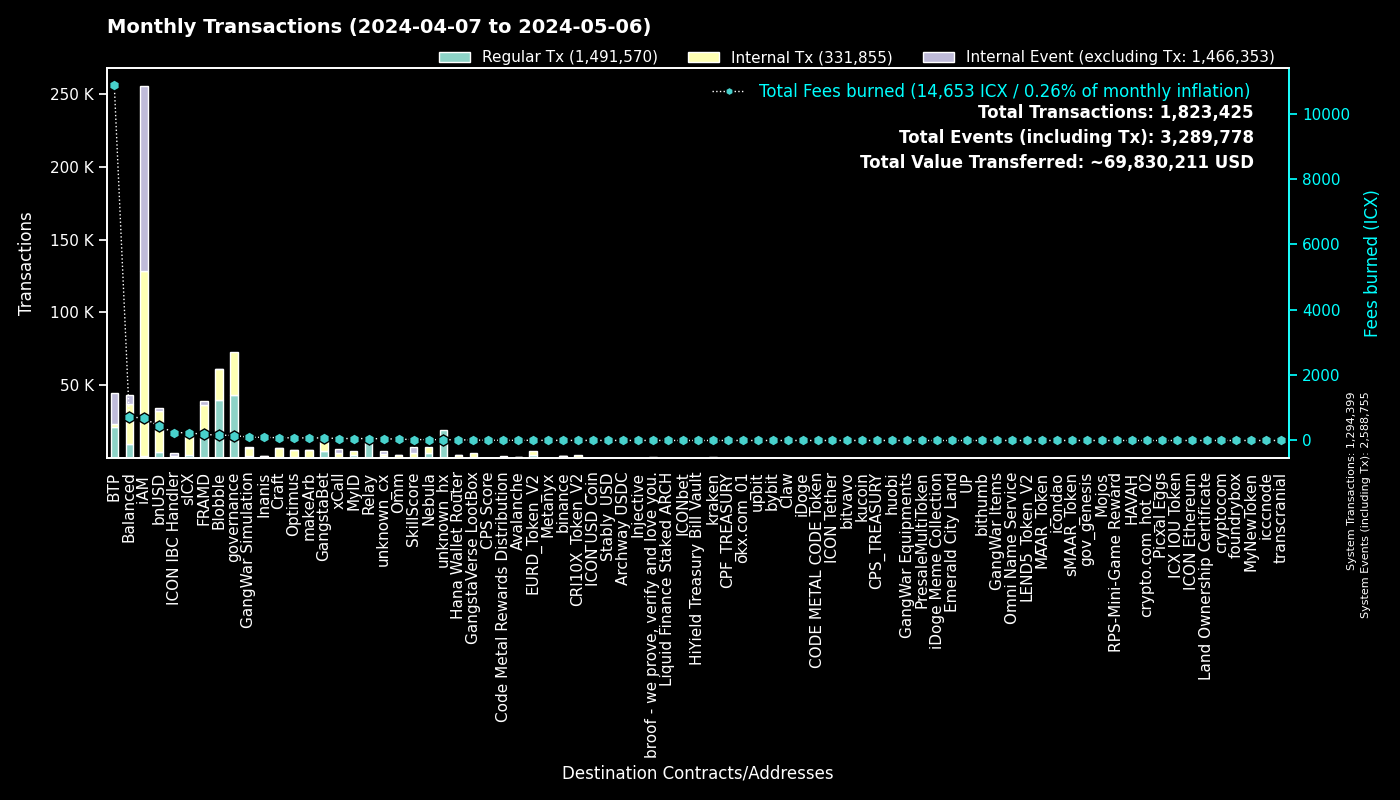 Monthly Transactions (2024-04-07 to 2024-05-06)
Regular Tx (1,491,570)
Internal Tx (331,855)
Internal Event (excluding Tx: 1,466,353)
Total Fees burned (14,653 ICX / 0.26% of monthly inflation)
Total Transactions: 1,823,425
Total Events (including Tx): 3,289,778
Total Value Transferred: ~69,830,211 USD
Transactions
250 K
200 K
150 K
100 K
50 K
10000
8000
6000
4000
2000
0
Fees burned (ICX)
System Transactions: 1,294,399
System Events (including Tx): 2,588,755
BTP
Balanced
iAM
bnUSD
ICON IBC Handler
sICX
FRAMD
Blobble
governance
GangWar Simulation
Inanis
Craft
Optimus
makeArb
GangstaBet
xCall
MyID
Relay
unknown_cx
Omm
SkillScore
Nebula
unknown_hx
Hana Wallet Router
GangstaVerse LootBox
CPS Score
Code Metal Rewards Distribution
Avalanche
EURD_Token_V2
Metanyx
binance
CRI10X_Token_V2
ICON USD Coin
Stably_USD
Archway_USDC
Injective
broof - we prove, verify and love you.
Liquid Finance Staked ARCH
ICONbet
HiYield Treasury Bill Vault
kraken
CPF_TREASURY
okx.com_01
upbit
bybit
Claw
iDoge
CODE METAL CODE Token
ICON Tether
bitvavo
kucoin
CPS_TREASURY
huobi
GangWar Equipments
PresaleMultiToken
iDoge Meme Collection
Emerald City Land
UP
bithumb
GangWar Items
Omni Name Service
LEND5_Token_V2
MAAR_Token
icondao
sMAAR_Token
gov_genesis
Mojos
RPS-Mini-Game Reward
HAVAH
crypto.com_hot_02
Picxal Eggs
ICX IOU Token
ICON Ethereum
Land Ownership Certificate
cryptocom
foundrybox
MyNewToken
icccnode
transcranial
Destination Contracts/Addresses